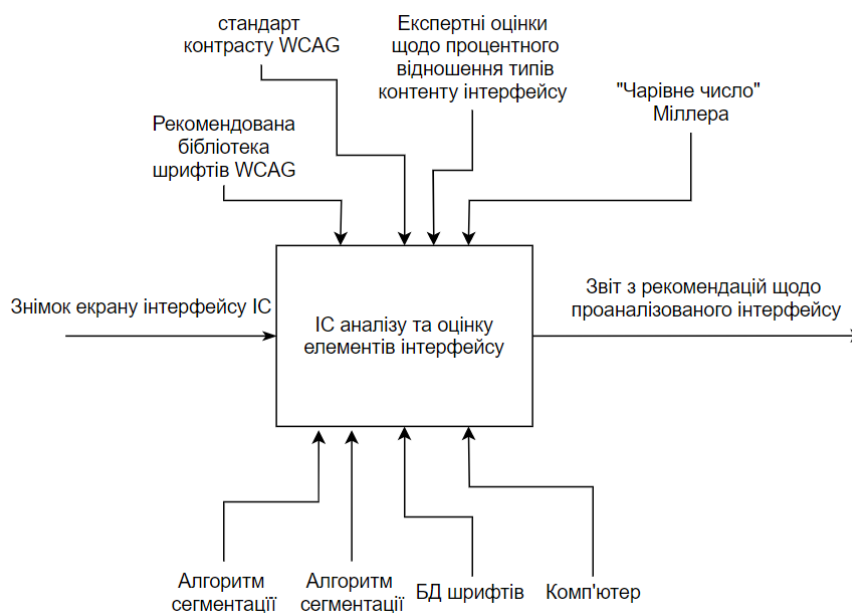 стандарт
контрасту WCAG
Експертні оцінки
щодо процентного
відношення типів
контенту інтерфейсу
"Чарівне число"
Міллера
Рекомендована
бібліотека
шрифтів WCAG
Знімок екрану інтерфейсу ІС
ІС аналізу та оцінку
елементів інтерфейсу
Звіт з рекомендацій щодо
проаналізованого інтерфейсу
Алгоритм
сегментацїї
Алгоритм
сегментації
БД шрифтів
Комп'ютер